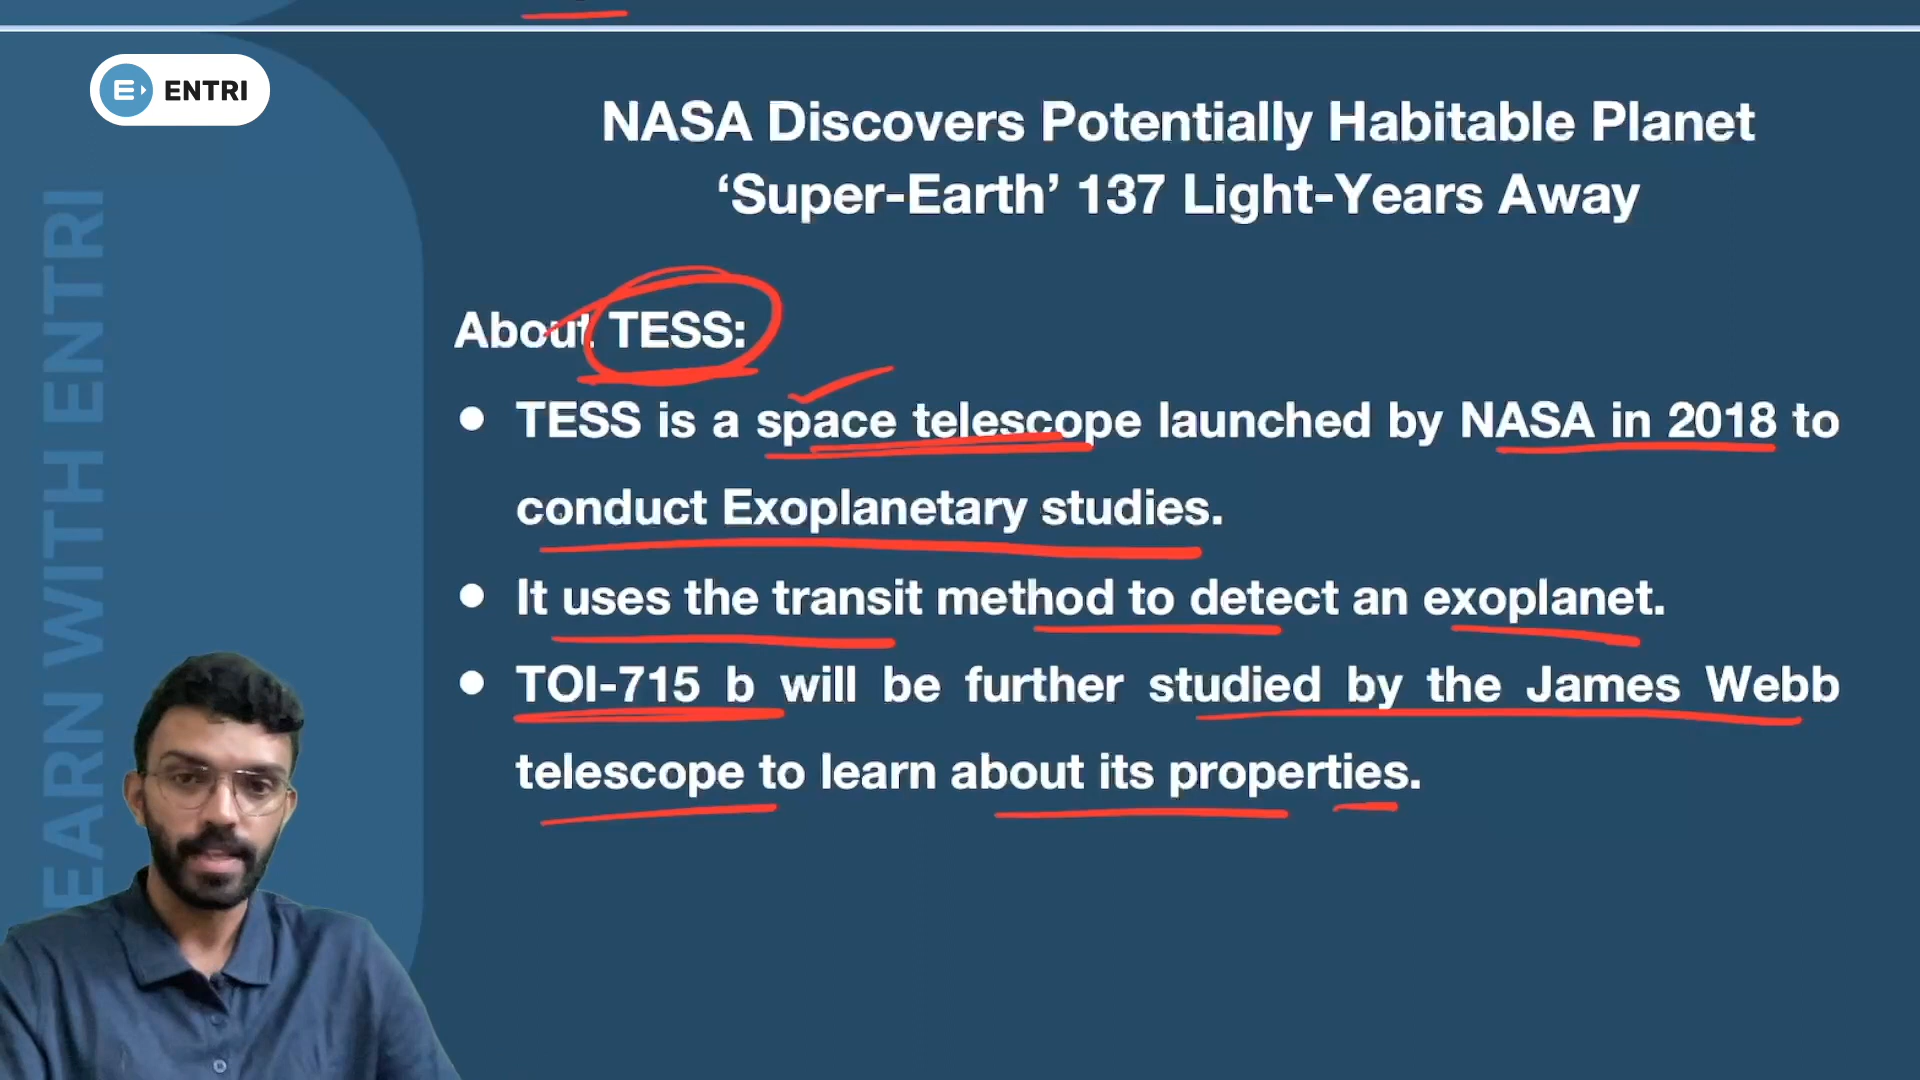 ENTRI
NASA Discovers Potentially Habitable Planet
‘Super-Earth’ 137 Light-Years Away
About TESS:
TESS is a space telescope launched by NASA in 2018 to
conduct Exoplanetary studies.
It uses the transit method to detect an exoplanet.
TOI-715 b will be further studied by the James Webb
telescope to learn about its properties.
EARN WITH ENTRI